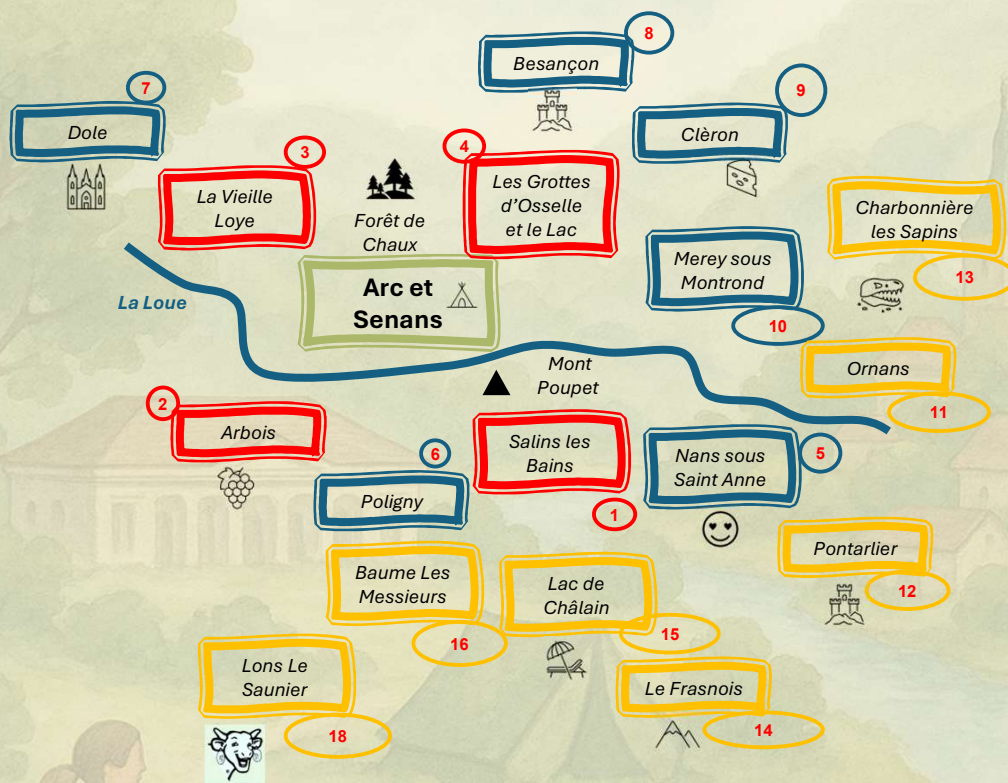 8
Besançon
7
Dole
9
Clèron
3
La Vieille
Loye
4
Les Grottes
d’Osselle
et le Lac
Forêt de
Chaux
Charbonnière
les Sapins
13
Merey sous
Montrond
10
Arc et
Senans
La Loue
Mont
Poupet
Ornans
11
2
Arbois
Salins les
Bains
1
Nans sous
Saint Anne
5
6
Poligny
Pontarlier
12
Baume Les
Messieurs
16
Lac de
Châlain
15
Lons Le
Saunier
18
Le Frasnois
14